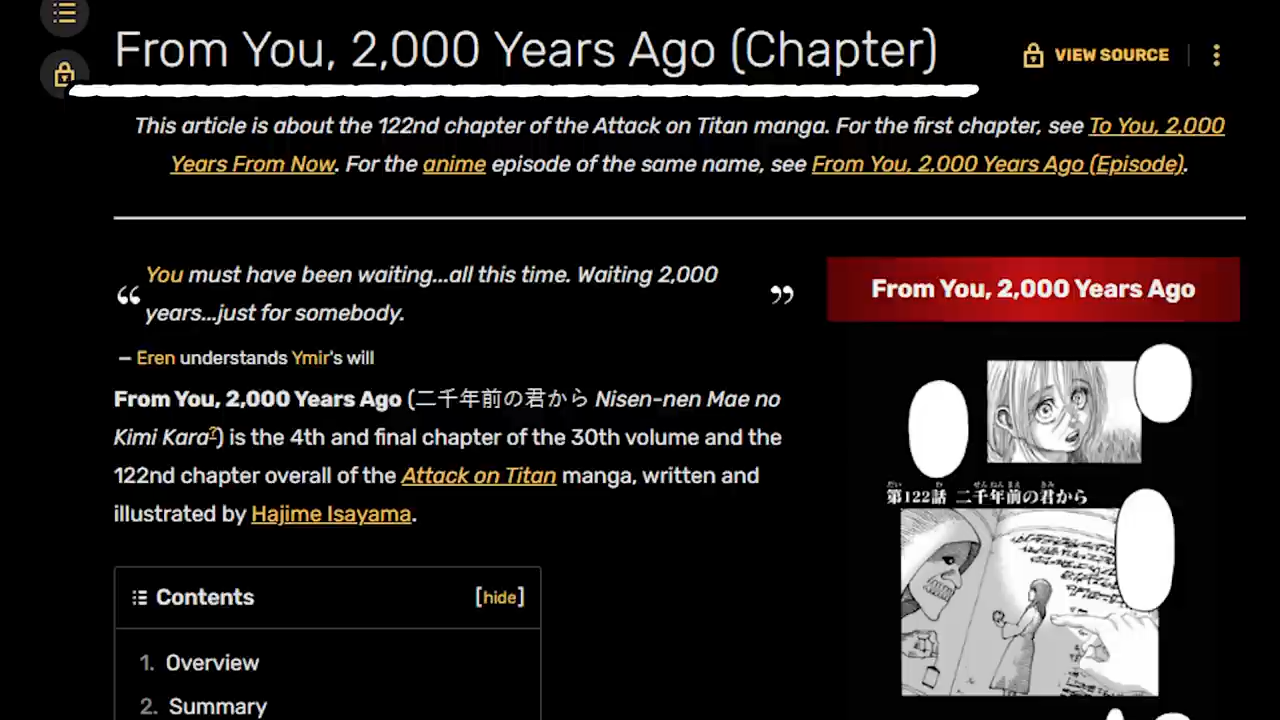 From You, 2,000 Years Ago (Chapter)
VIEW SOURCE
This article is about the 122nd chapter of the Attack on Titan manga. For the first chapter, see To You, 2,000
Years From Now. For the anime episode of the same name, see From You, 2,000 Years Ago (Episode).
“ You must have been waiting...all this time. Waiting 2,000 ”
years...just for somebody.
– Eren understands Ymir's will
From You, 2,000 Years Ago (二千年前の君から Nisen-nen Mae no
Kimi Kara?) is the 4th and final chapter of the 30th volume and the
122nd chapter overall of the Attack on Titan manga, written and
illustrated by Hajime Isayama.
Contents [hide]
1. Overview
2. Summary
From You, 2,000 Years Ago
第122話 二千年前の君から